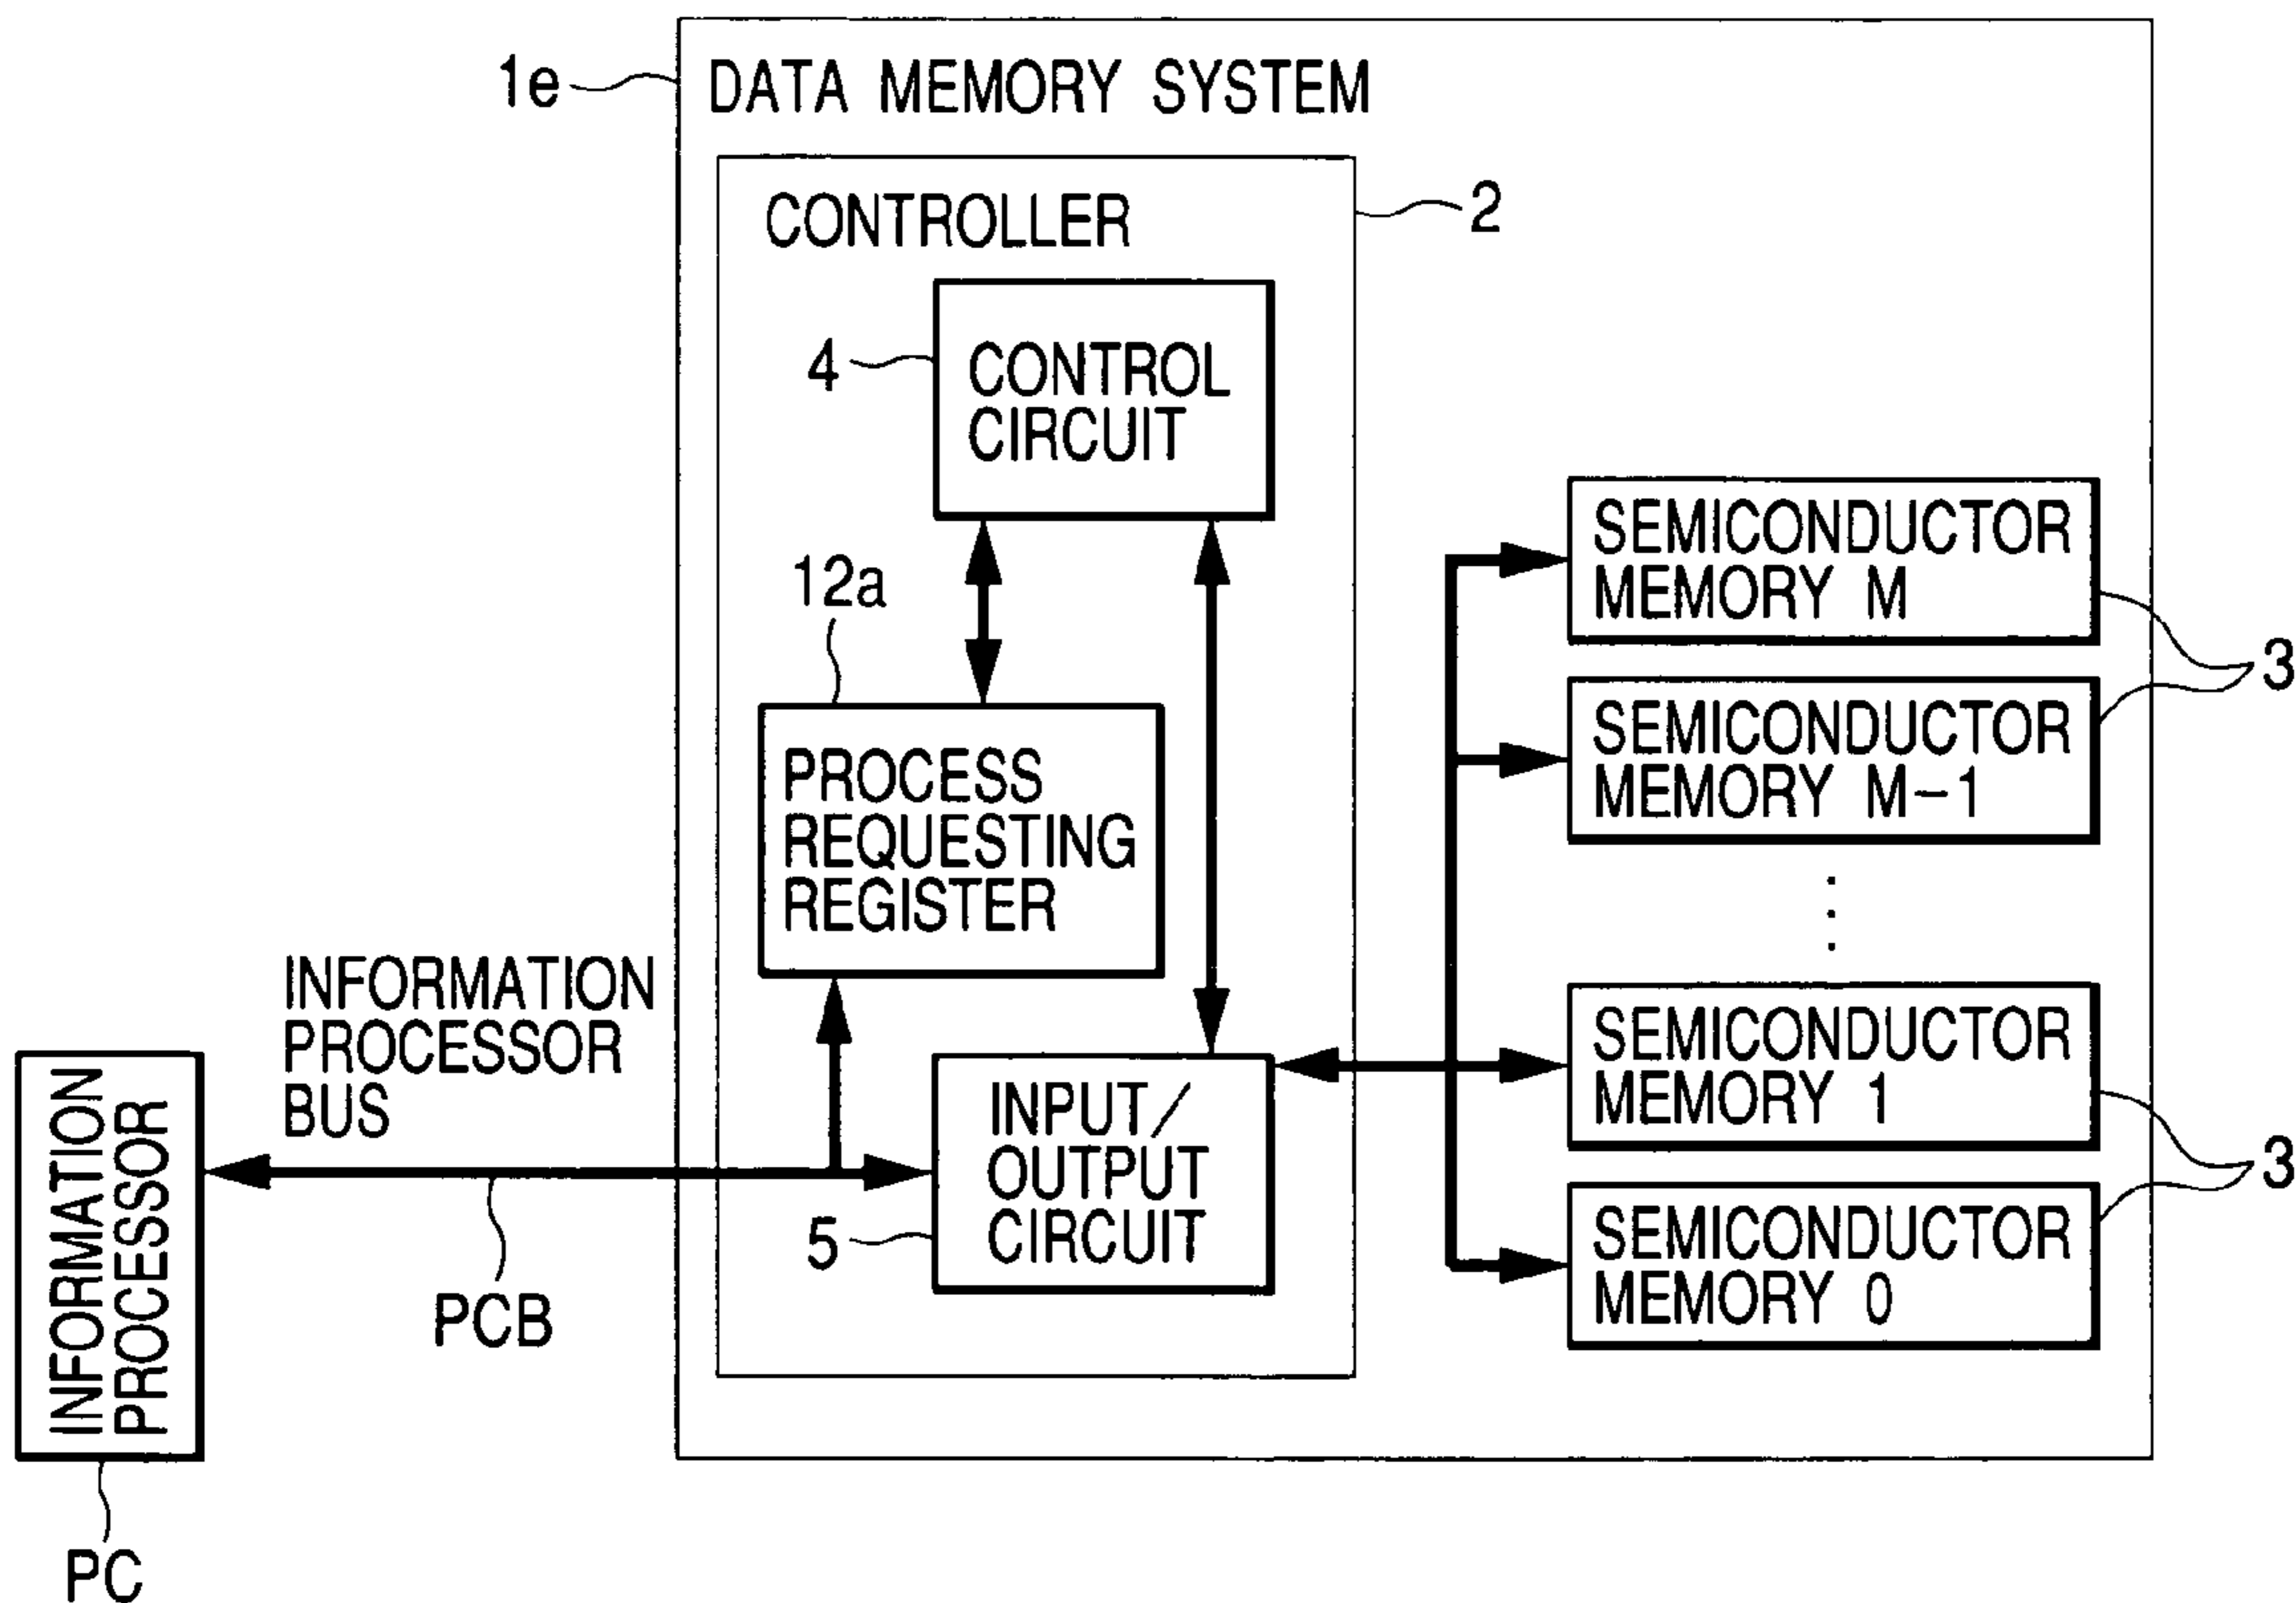 1e
DATA MEMORY SYSTEM
CONTROLLER
2
4
CONTROL
CIRCUIT
12a
PROCESS
REQUESTING
REGISTER
SEMICONDUCTOR
MEMORY M
3
SEMICONDUCTOR
MEMORY M-1
INFORMATION
PROCESSOR
BUS
INFORMATION
PROCESSOR
PC
PCB
5
INPUT/
OUTPUT
CIRCUIT
SEMICONDUCTOR
MEMORY 1
3
SEMICONDUCTOR
MEMORY 0